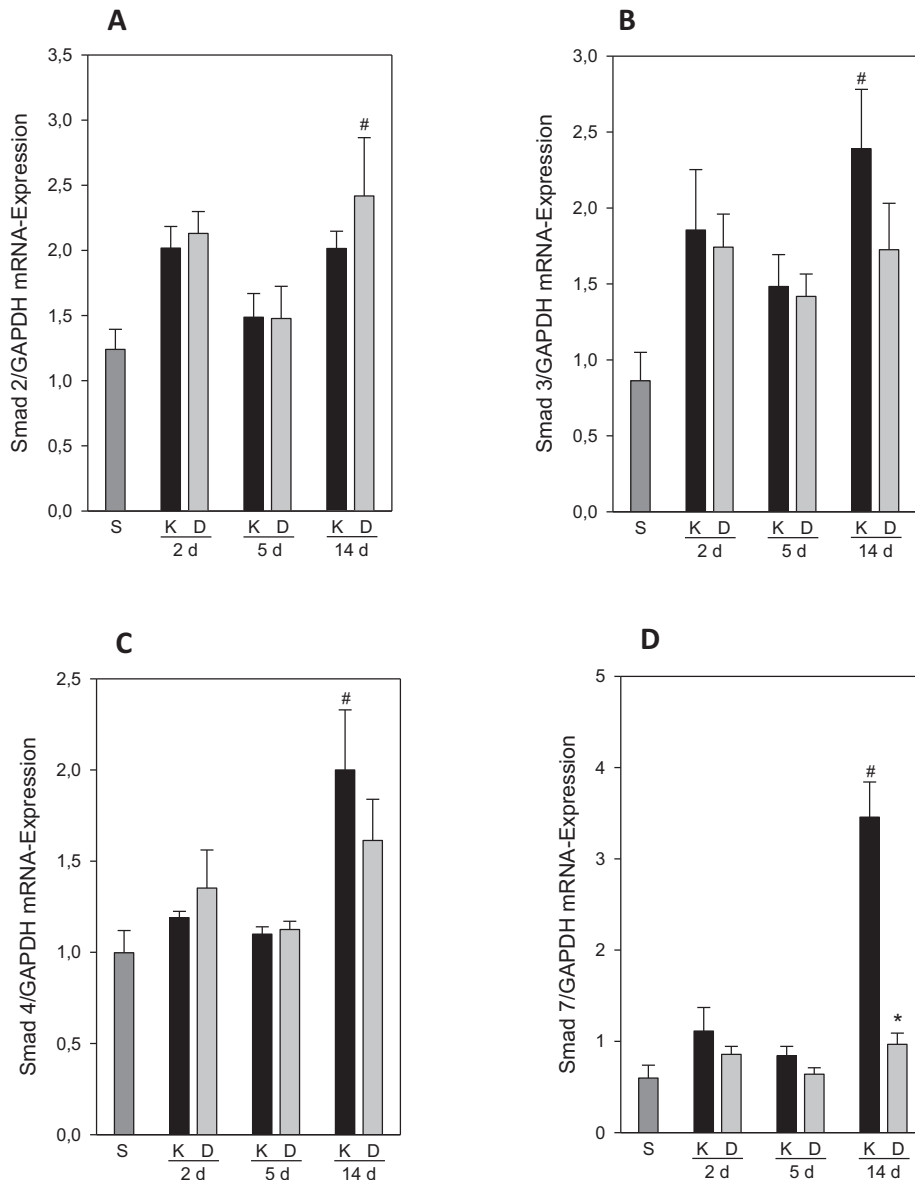 A
Smad 2/GAPDH mRNA-Expression
3,5
3,0
2,5
2,0
1,5
1,0
0,5
0,0
#
S K D K D K D
2 d 5 d 14 d
B
Smad 3/GAPDH mRNA-Expression
3,0
2,5
2,0
1,5
1,0
0,5
0,0
#
S K D K D K D
2 d 5 d 14 d
C
Smad 4/GAPDH mRNA-Expression
2,5
2,0
1,5
1,0
0,5
0,0
#
S K D K D K D
2 d 5 d 14 d
D
Smad 7/GAPDH mRNA-Expression
5
4
3
2
1
0
#
*
S K D K D K D
2 d 5 d 14 d